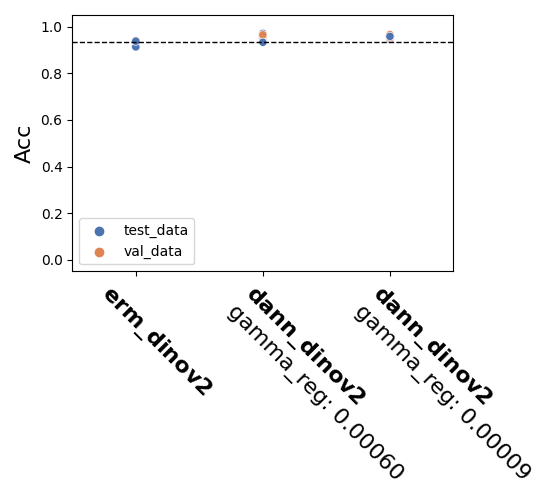 1.0
0.8
0.6
0.4
0.2
0.0
Acc
test_data
val_data
erm_dinov2
dann_dinov2
gamma_reg: 0.00060
dann_dinov2
gamma_reg: 0.00009